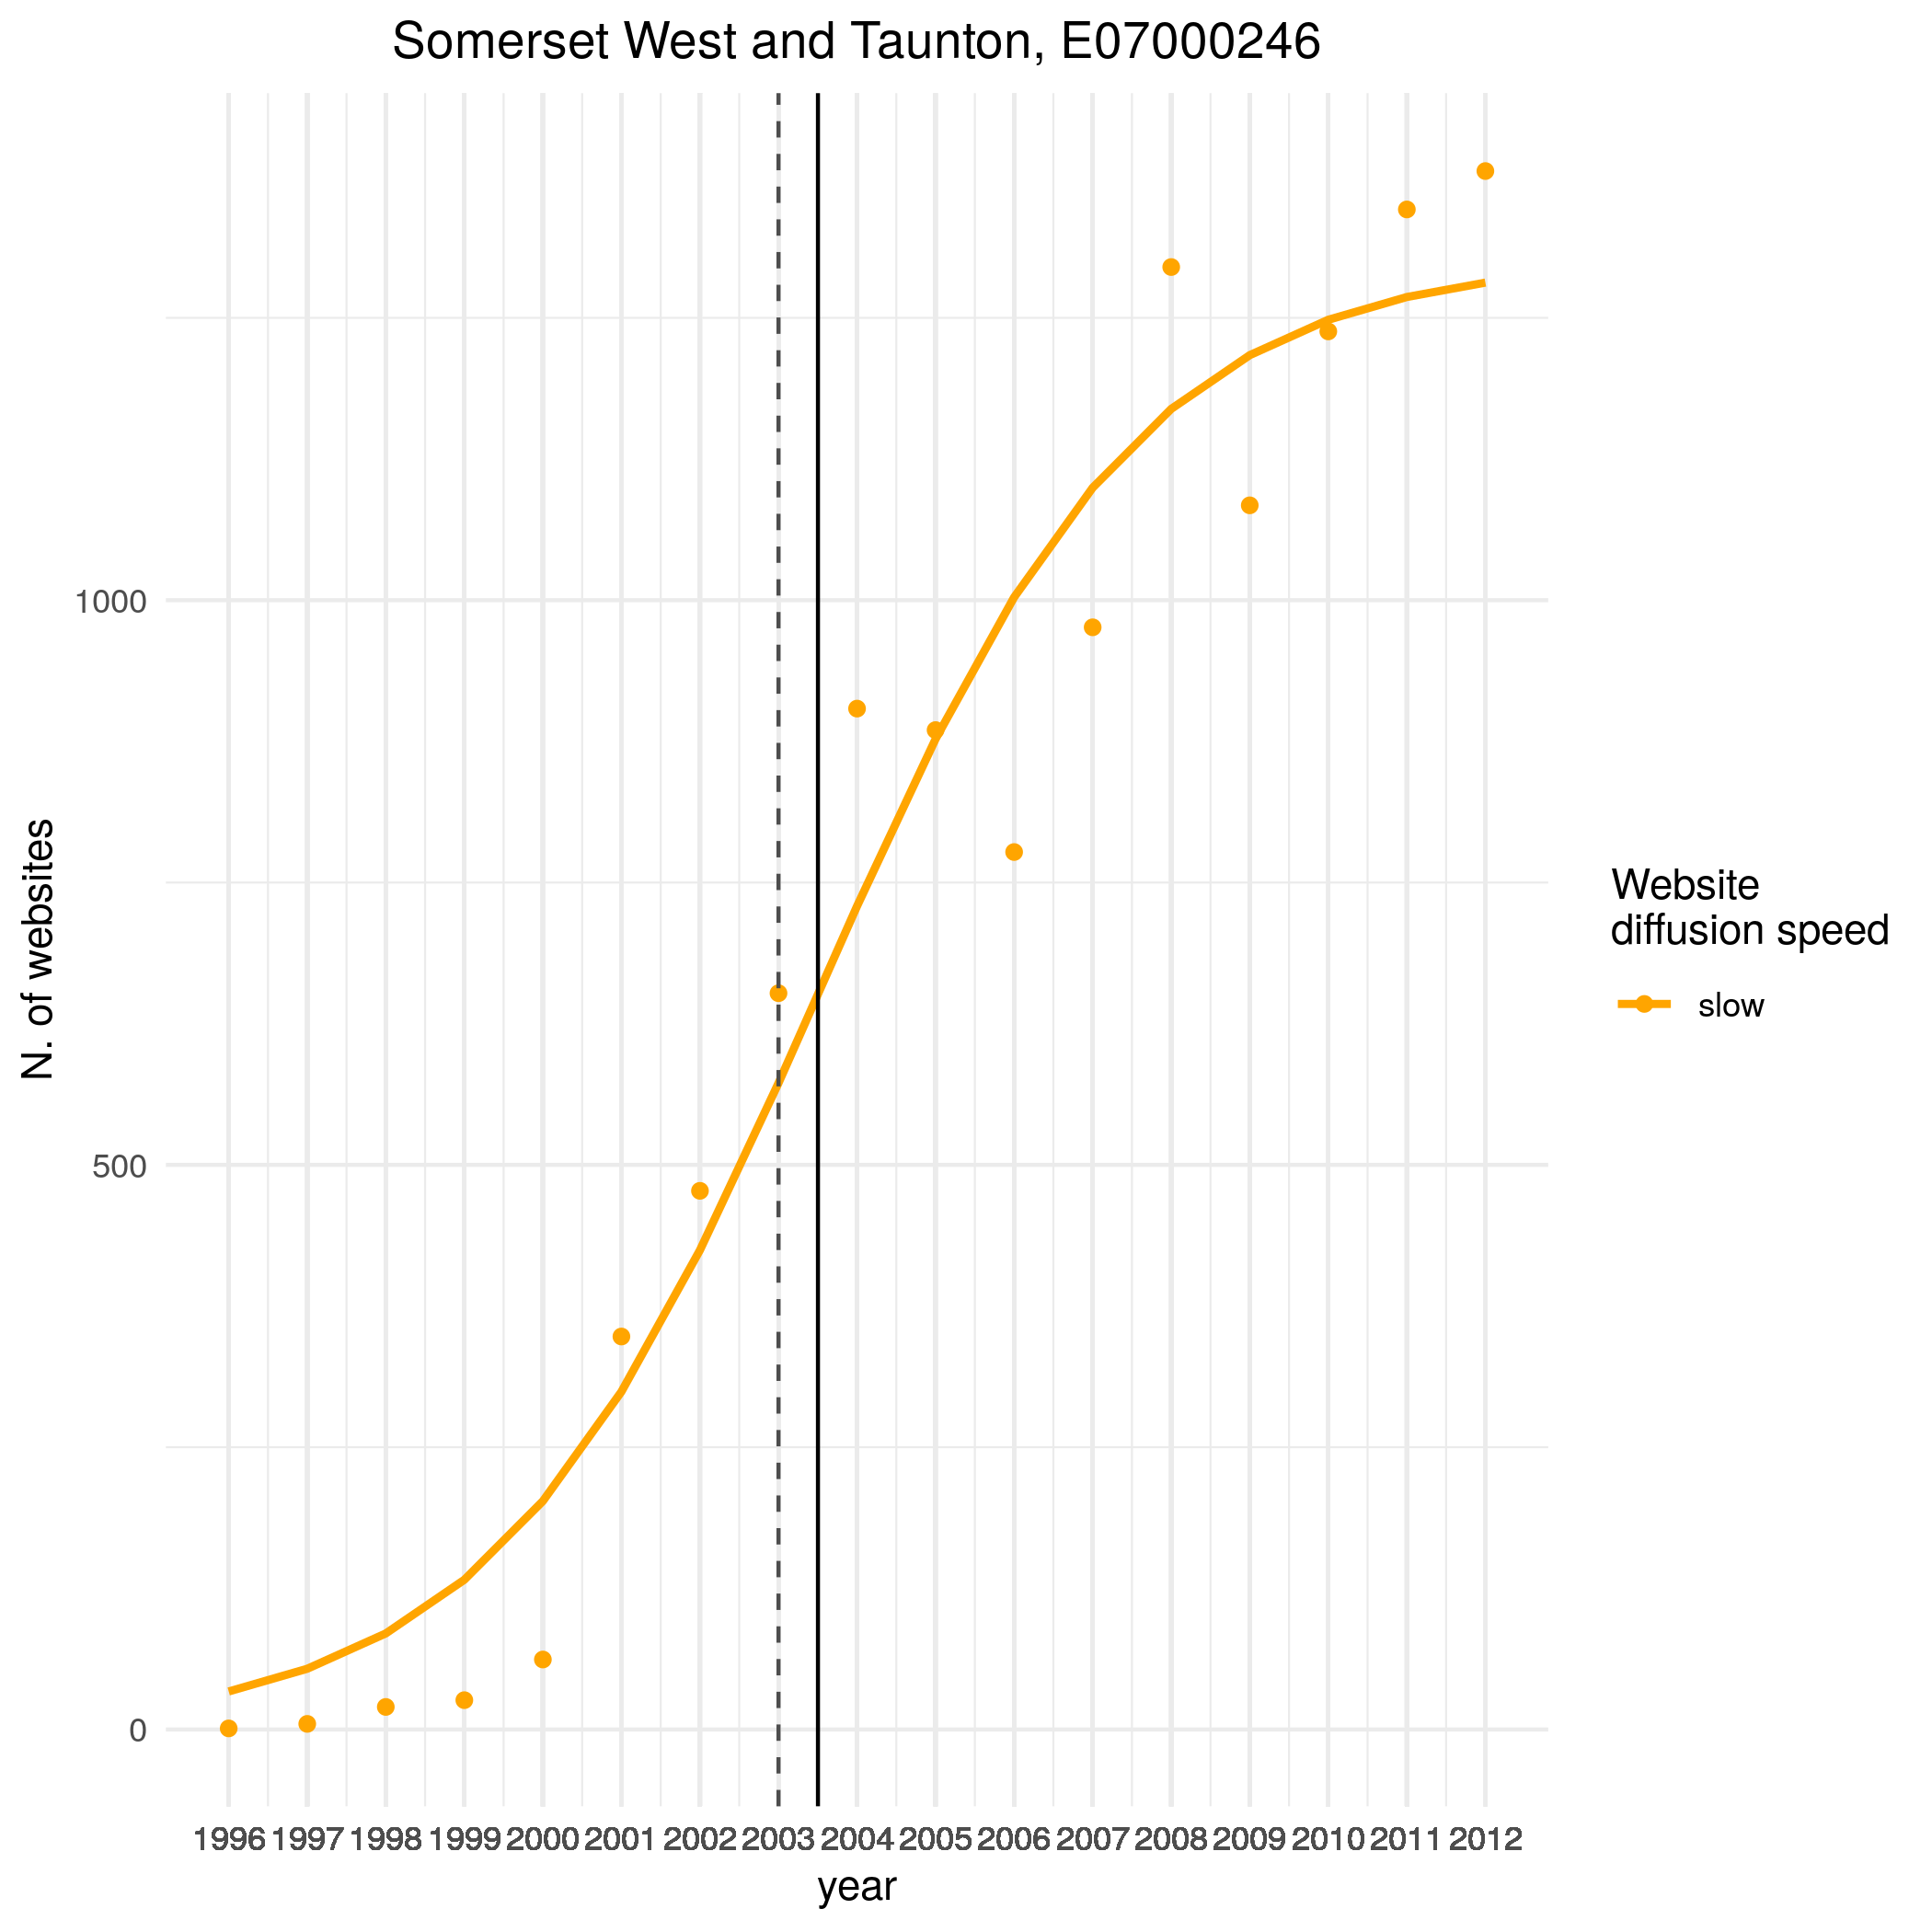 Somerset West and Taunton, E07000246
N. of websites
1000
500
0
1996 1997 1998 1999 2000 2001 2002 2003 2004 2005 2006 2007 2008 2009 2010 2011 2012
year
Website
diffusion speed
slow